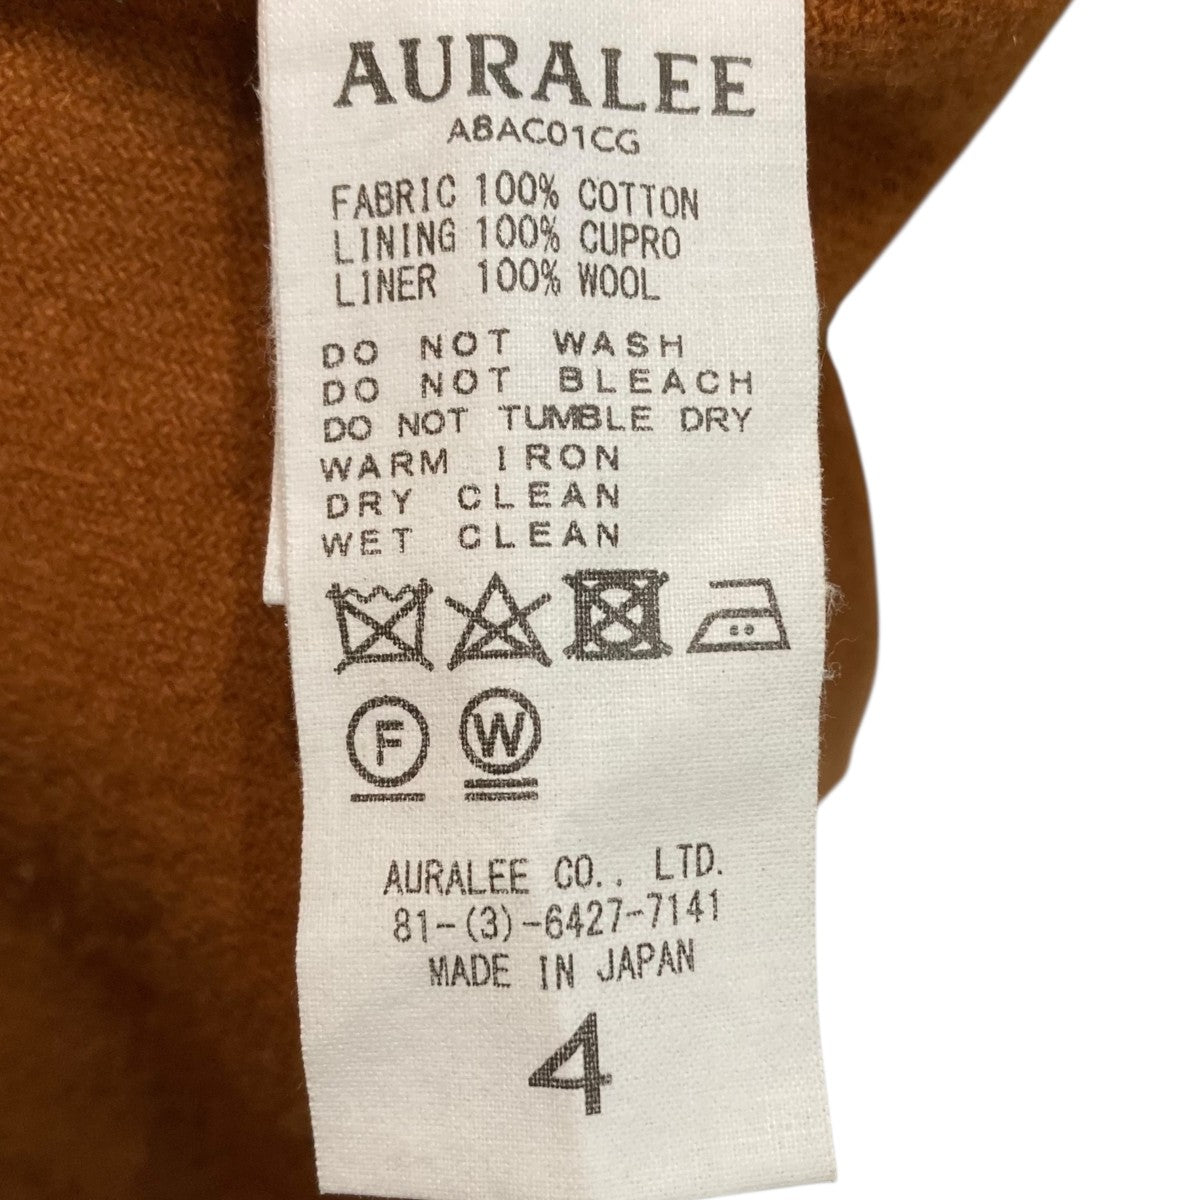 AURALEE
A8AC01CG
FABRIC 100% COTTON
LINING 100% CUPRO
LINER 100% WOOL
DO NOT WASH
DO NOT BLEACH
DO NOT TUMBLE DRY
WARM IRON
DRY CLEAN
WET CLEAN
F W
AURALEE CO., LTD.
81-(3)-6427-7141
MADE IN JAPAN
4